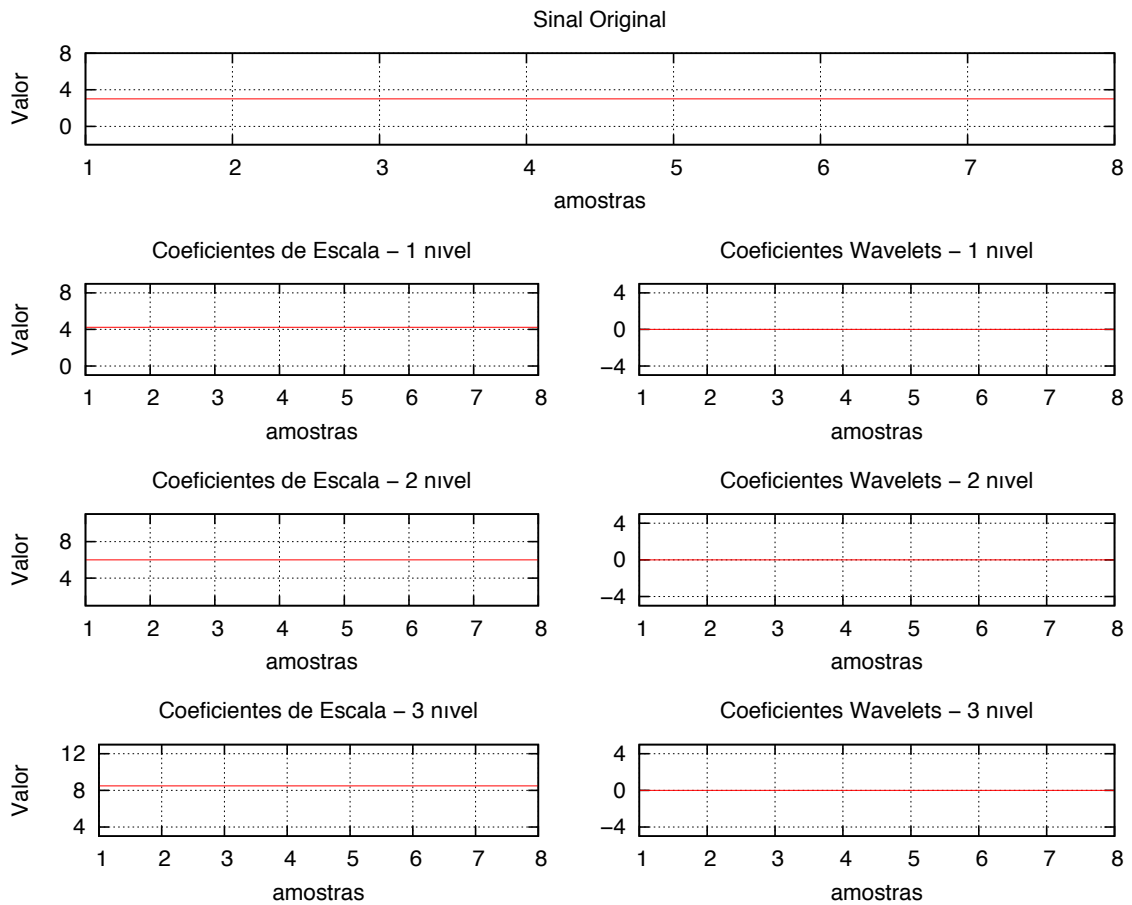 Sinal Original
Valor
8
4
0
1 2 3 4 5 6 7 8
amostras
Coeficientes de Escala – 1 nıvel
Valor
8
4
0
1 2 3 4 5 6 7 8
amostras
Coeficientes Wavelets – 1 nıvel
4
0
−4
1 2 3 4 5 6 7 8
amostras
Coeficientes de Escala – 2 nıvel
Valor
8
4
1 2 3 4 5 6 7 8
amostras
Coeficientes Wavelets – 2 nıvel
4
0
−4
1 2 3 4 5 6 7 8
amostras
Coeficientes de Escala – 3 nıvel
Valor
12
8
4
1 2 3 4 5 6 7 8
amostras
Coeficientes Wavelets – 3 nıvel
4
0
−4
1 2 3 4 5 6 7 8
amostras